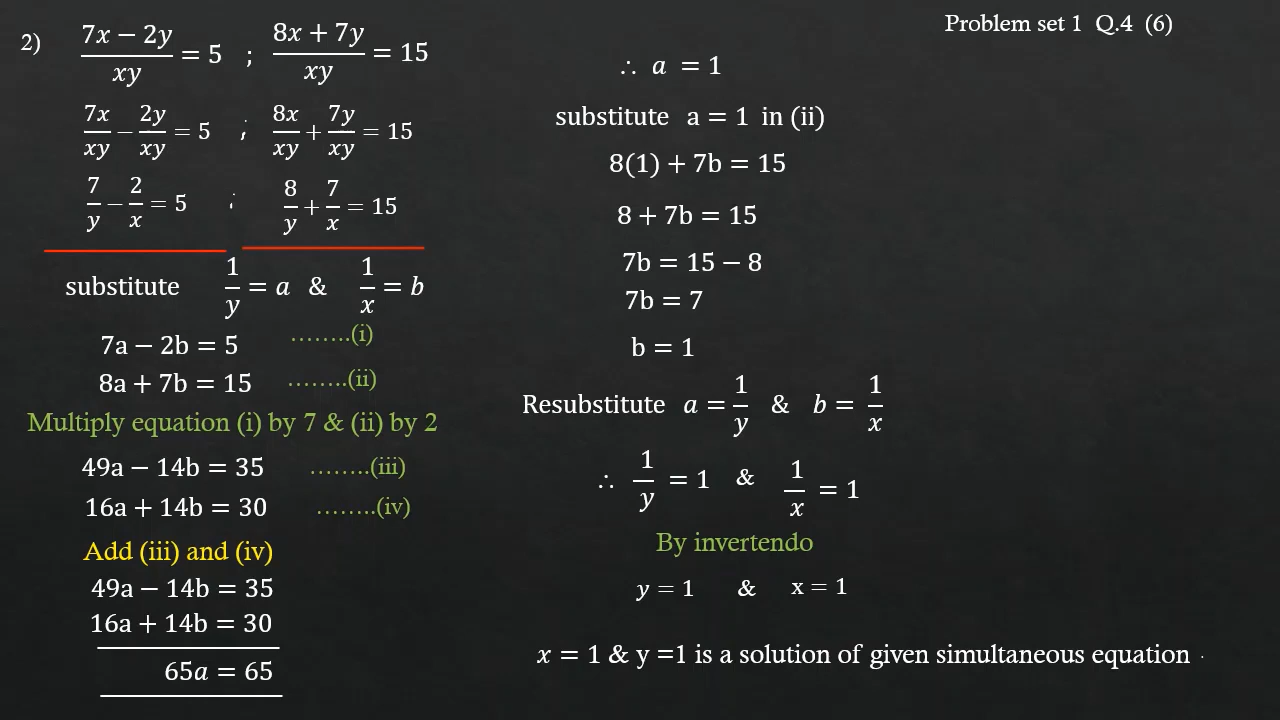 Problem set 1 Q.4 (6)
2) (7x − 2y)/xy = 5 ; (8x + 7y)/xy = 15
7x/xy − 2y/xy = 5 ; 8x/xy + 7y/xy = 15
7/y − 2/x = 5 ; 8/y + 7/x = 15
substitute 1/y = a & 1/x = b
7a − 2b = 5 ........(i)
8a + 7b = 15 ........(ii)
Multiply equation (i) by 7 & (ii) by 2
49a − 14b = 35 ........(iii)
16a + 14b = 30 ........(iv)
Add (iii) and (iv)
49a − 14b = 35
16a + 14b = 30
65a = 65
∴ a = 1
substitute a = 1 in (ii)
8(1) + 7b = 15
8 + 7b = 15
7b = 15 − 8
7b = 7
b = 1
Resubstitute a = 1/y & b = 1/x
∴ 1/y = 1 & 1/x = 1
By invertendo
y = 1 & x = 1
x = 1 & y =1 is a solution of given simultaneous equation .